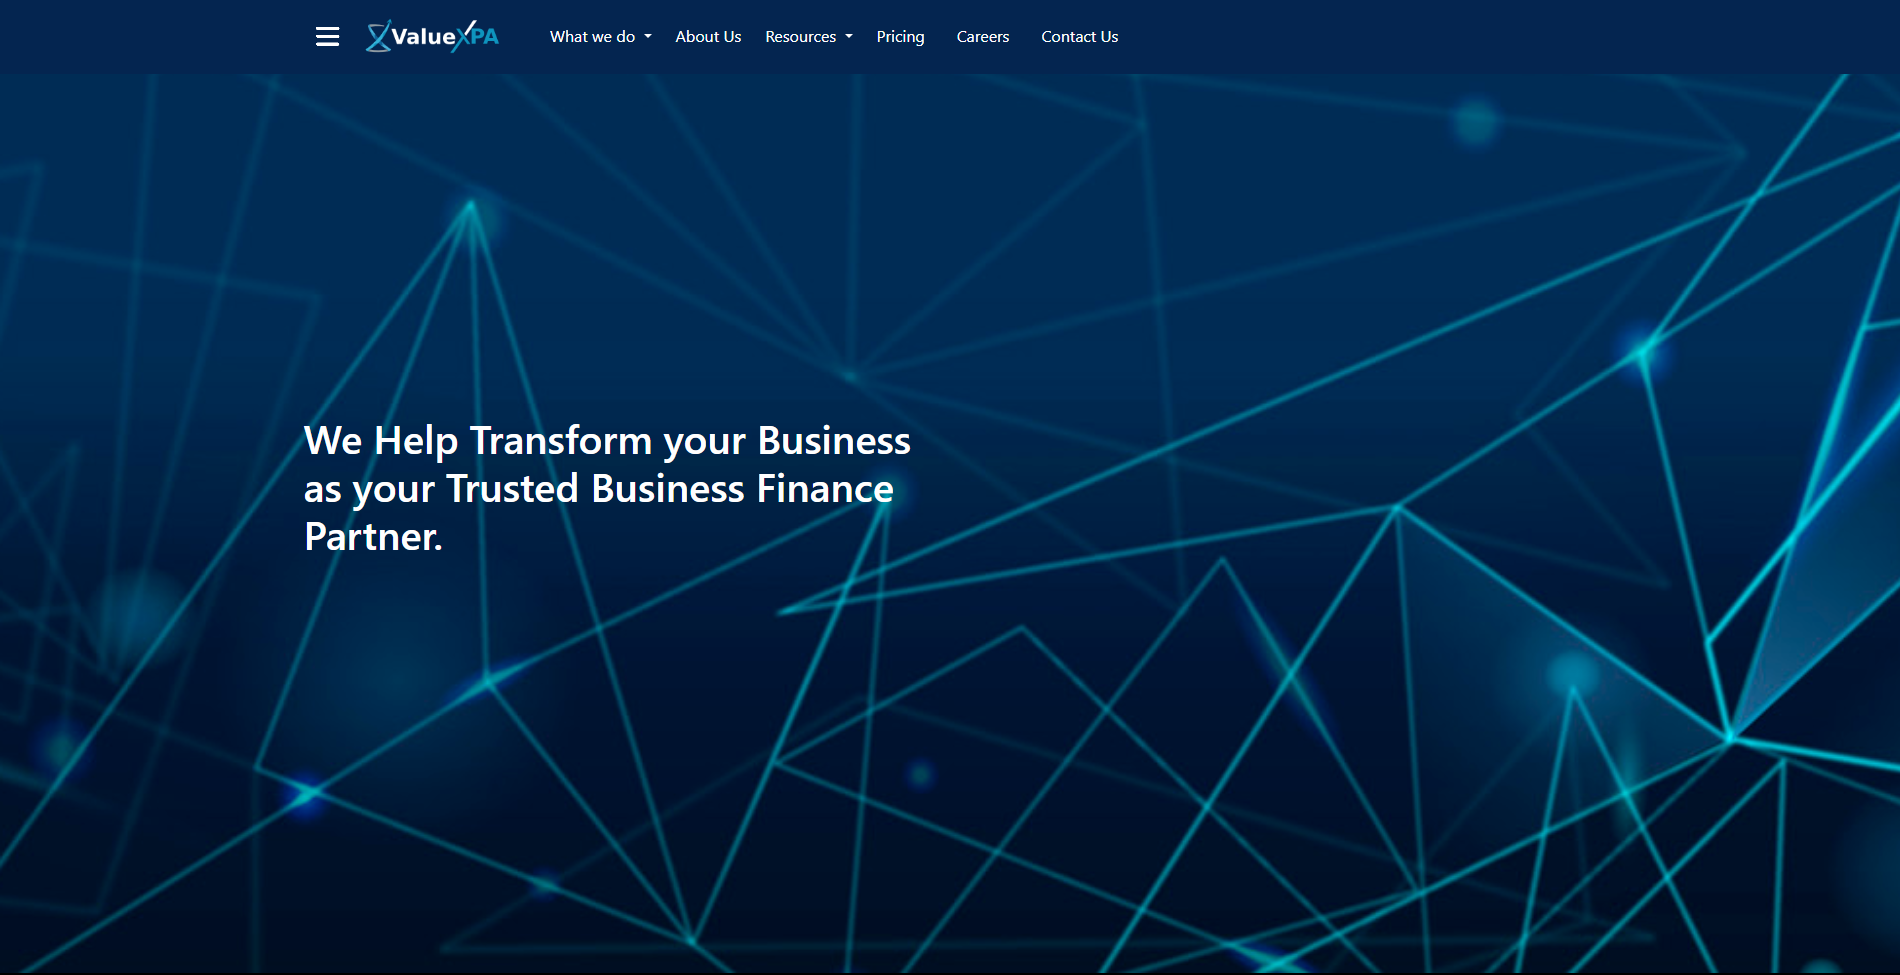 ValueXPA What we do About Us Resources Pricing Careers Contact Us
We Help Transform your Business
as your Trusted Business Finance
Partner.